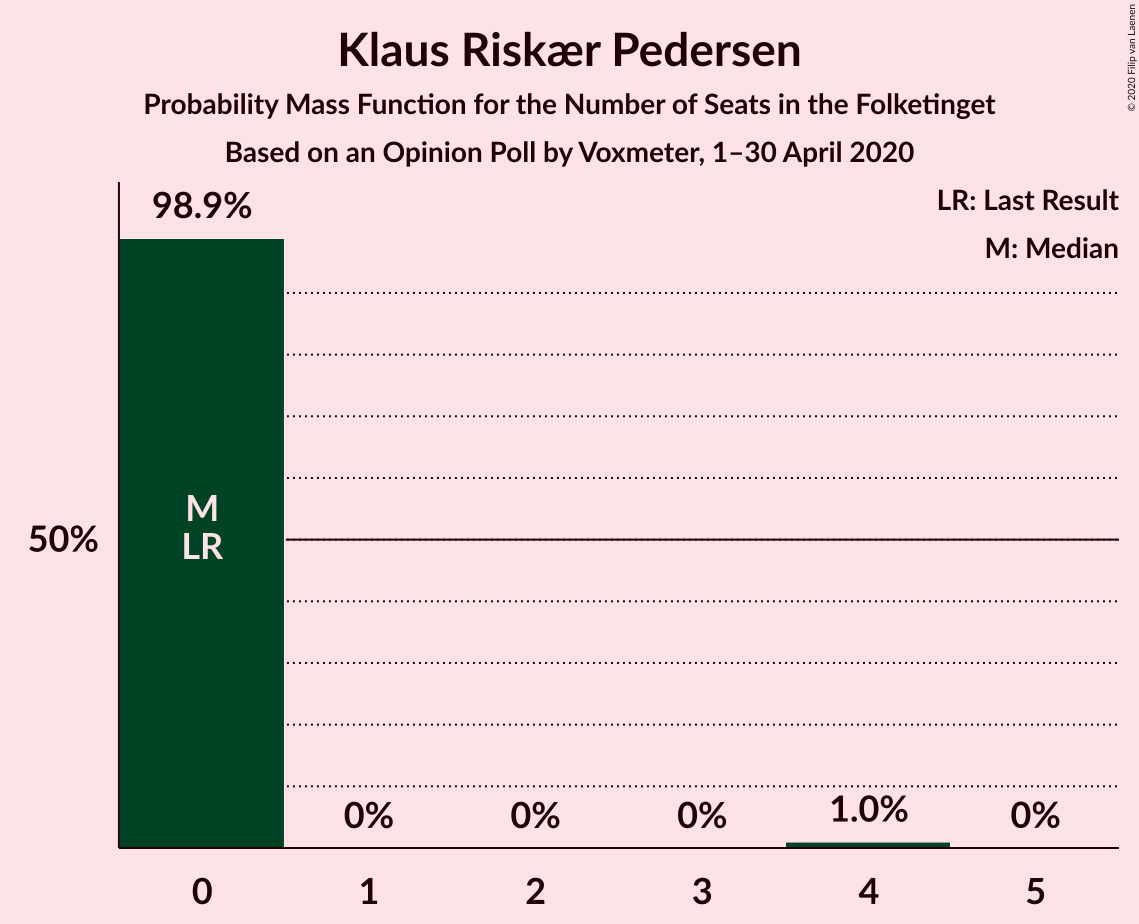 Klaus Riskær Pedersen
Probability Mass Function for the Number of Seats in the Folketinget
Based on an Opinion Poll by Voxmeter, 1–30 April 2020
© 2020 Filip van Laenen
LR: Last Result
M: Median
98.9%
M
LR
50%
0%
0%
0%
1.0%
0%
0
1
2
3
4
5